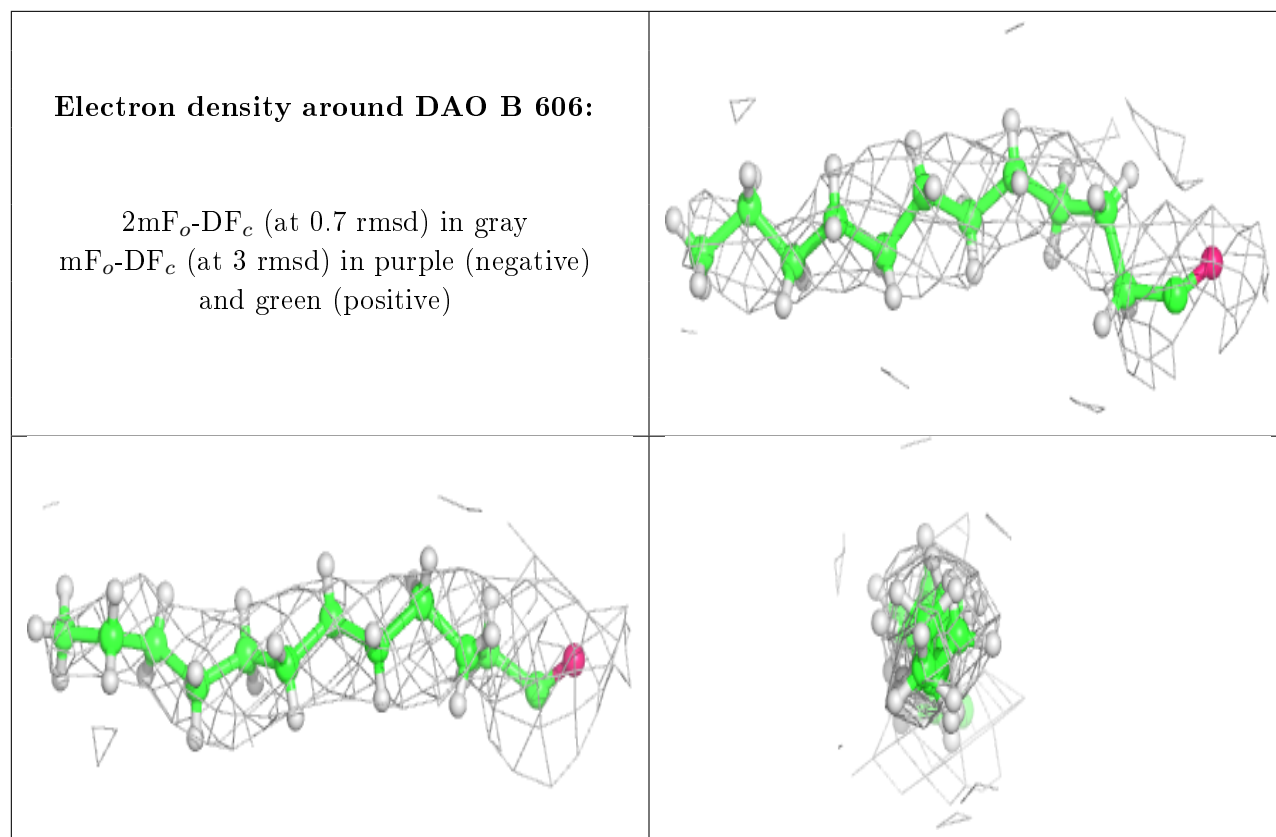 Electron density around DAO B 606:
2mFₒ-DF𝑐 (at 0.7 rmsd) in gray
mFₒ-DF𝑐 (at 3 rmsd) in purple (negative)
and green (positive)